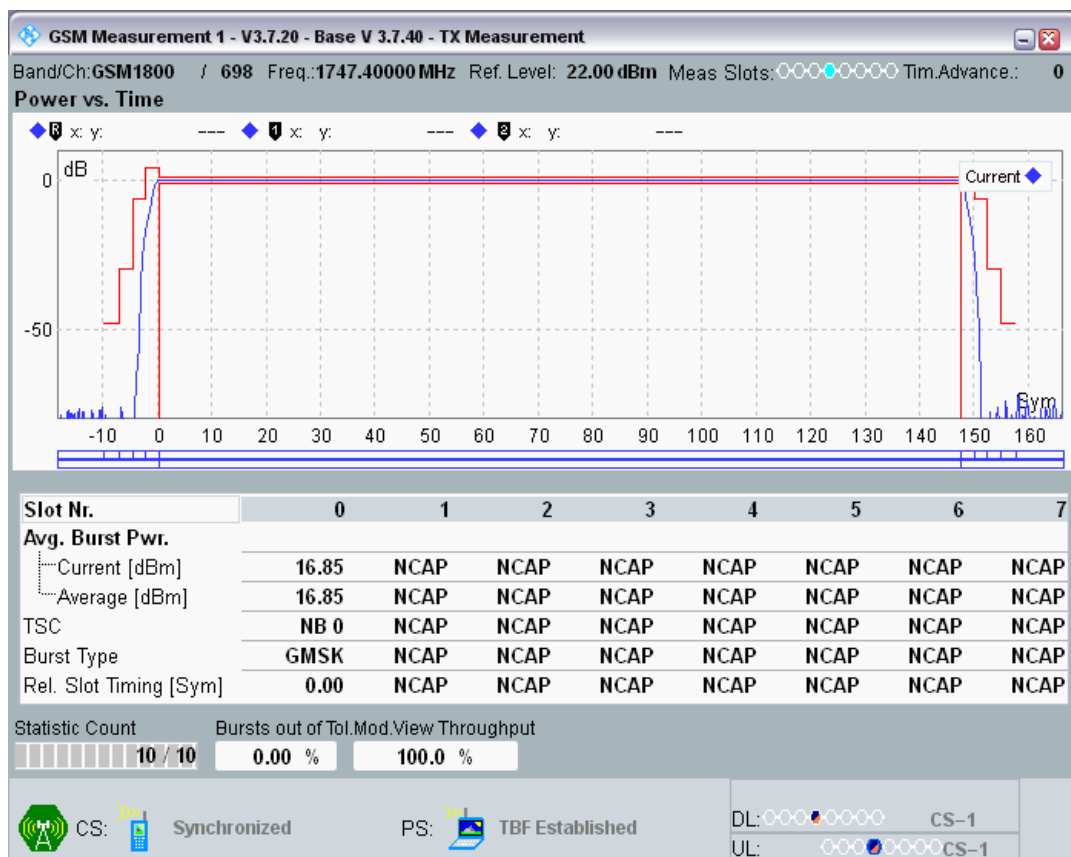 GSM Measurement 1 - V3.7.20 - Base V 3.7.40 - TX Measurement
Band/Ch:GSM1800 / 698 Freq.:1747.40000 MHz Ref. Level: 22.00 dBm Meas Slots: Tim.Advance.: 0
Power vs. Time
R x: y: --- 1 x: y: --- 2 x: y: ---
dB
Current
0
-50
Sym
-10 0 10 20 30 40 50 60 70 80 90 100 110 120 130 140 150 160
Slot Nr. 0 1 2 3 4 5 6 7
Avg. Burst Pwr.
Current [dBm] 16.85 NCAP NCAP NCAP NCAP NCAP NCAP NCAP
Average [dBm] 16.85 NCAP NCAP NCAP NCAP NCAP NCAP NCAP
TSC NB 0 NCAP NCAP NCAP NCAP NCAP NCAP NCAP
Burst Type GMSK NCAP NCAP NCAP NCAP NCAP NCAP NCAP
Rel. Slot Timing [Sym] 0.00 NCAP NCAP NCAP NCAP NCAP NCAP NCAP
Statistic Count Bursts out of Tol.Mod.View Throughput
10 / 10 0.00 % 100.0 %
DL: CS-1
CS: Synchronized PS: TBF Established
UL: CS-1